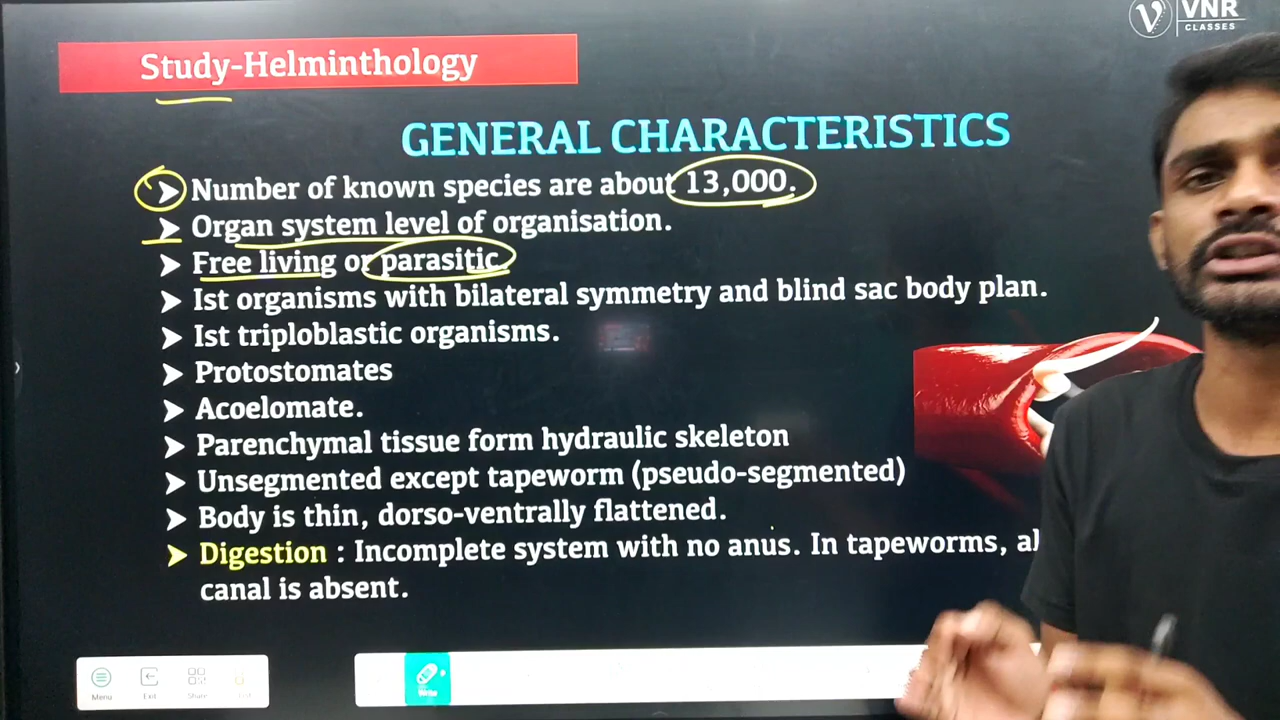 VNR
CLASSES
Study-Helminthology
GENERAL CHARACTERISTICS
➤ Number of known species are about 13,000.
➤ Organ system level of organisation.
➤ Free living or parasitic.
➤ Ist organisms with bilateral symmetry and blind sac body plan.
➤ Ist triploblastic organisms.
➤ Protostomates
➤ Acoelomate.
➤ Parenchymal tissue form hydraulic skeleton
➤ Unsegmented except tapeworm (pseudo-segmented)
➤ Body is thin, dorso-ventrally flattened.
➤ Digestion : Incomplete system with no anus. In tapeworms,
canal is absent.
Menu Exit Share Write